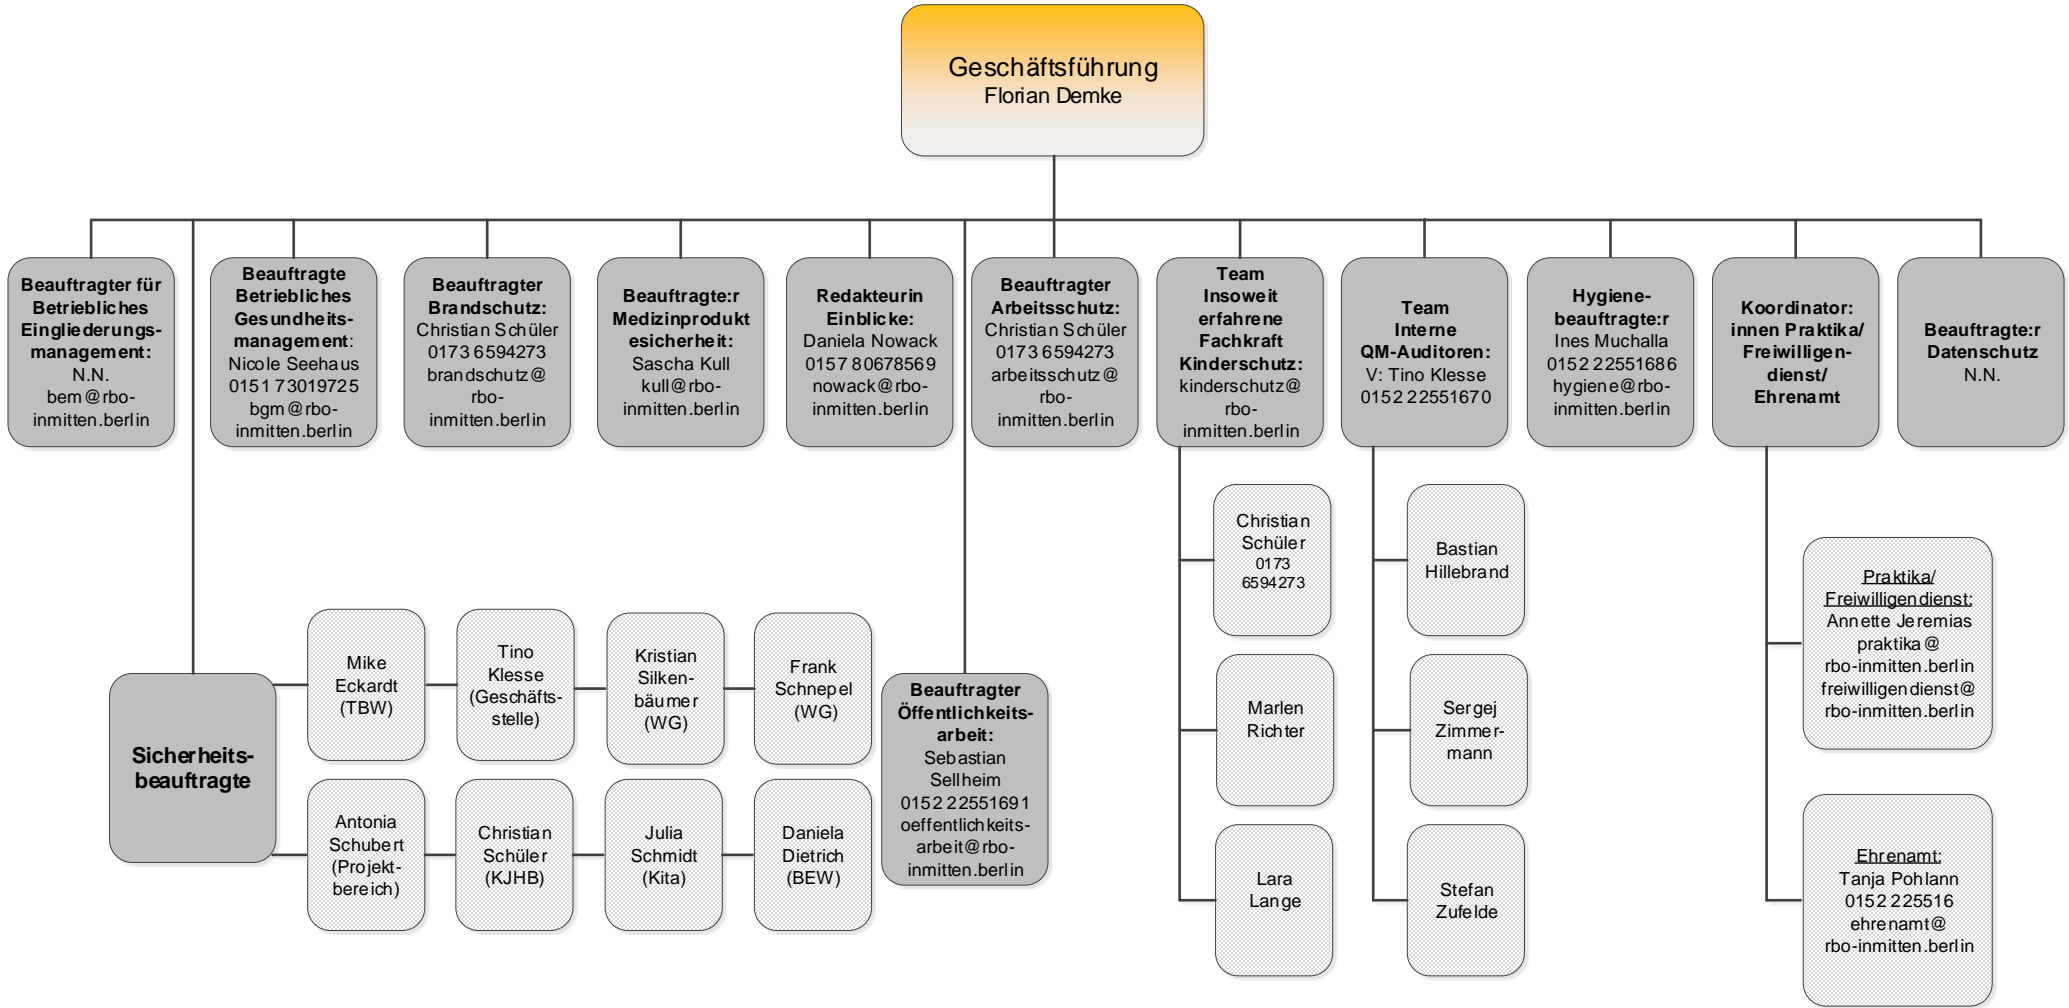 Geschäftsführung
Florian Demke
Beauftragter für
Betriebliches
Eingliederungs-
management:
N.N.
bem@rbo-
inmitten.berlin
Beauftragte
Betriebliches
Gesundheits-
management:
Nicole Seehaus
0151 73019725
bgm@rbo-
inmitten.berlin
Beauftragter
Brandschutz:
Christian Schüler
0173 6594273
brandschutz@
rbo-
inmitten.berlin
Beauftragte:r
Medizinprodukt
esicherheit:
Sascha Kull
kull@rbo-
inmitten.berlin
Redakteurin
Einblicke:
Daniela Nowack
0157 80678569
nowack@rbo-
inmitten.berlin
Beauftragter
Arbeitsschutz:
Christian Schüler
0173 6594273
arbeitsschutz@
rbo-
inmitten.berlin
Team
Insoweit
erfahrene
Fachkraft
Kinderschutz:
kinderschutz@
rbo-
inmitten.berlin
Team
Interne
QM-Auditoren:
V: Tino Klesse
0152 22551670
Hygiene-
beauftragte:r
Ines Muchalla
0152 22551686
hygiene@rbo-
inmitten.berlin
Koordinator:
innen Praktika/
Freiwilligen-
dienst/
Ehrenamt
Beauftragte:r
Datenschutz
N.N.
Sicherheits-
beauftragte
Mike
Eckardt
(TBW)
Tino
Klesse
(Geschäfts-
stelle)
Kristian
Silken-
bäumer
(WG)
Frank
Schnepel
(WG)
Antonia
Schubert
(Projekt-
bereich)
Christian
Schüler
(KJHB)
Julia
Schmidt
(Kita)
Daniela
Dietrich
(BEW)
Beauftragter
Öffentlichkeits-
arbeit:
Sebastian
Sellheim
0152 22551691
oeffentlichkeits-
arbeit@rbo-
inmitten.berlin
Christian
Schüler
0173
6594273
Marlen
Richter
Lara
Lange
Bastian
Hillebrand
Sergej
Zimmer-
mann
Stefan
Zufelde
Praktika/
Freiwilligendienst:
Annette Jeremias
praktika@
rbo-inmitten.berlin
freiwilligendienst@
rbo-inmitten.berlin
Ehrenamt:
Tanja Pohlann
0152 225516
ehrenamt@
rbo-inmitten.berlin